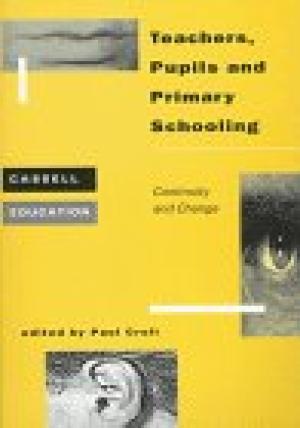 Teachers,
Pupils and
Primary
Schooling
CASSELL
EDUCATION
Continuity
and Change
edited by Paul Croll